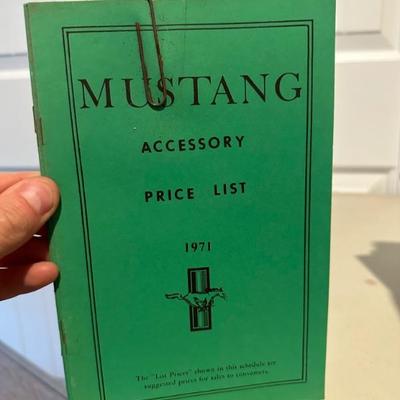 MUSTANG
ACCESSORY
PRICE LIST
1971
The "List Prices" shown in this schedule are
suggested prices for sales to consumers.